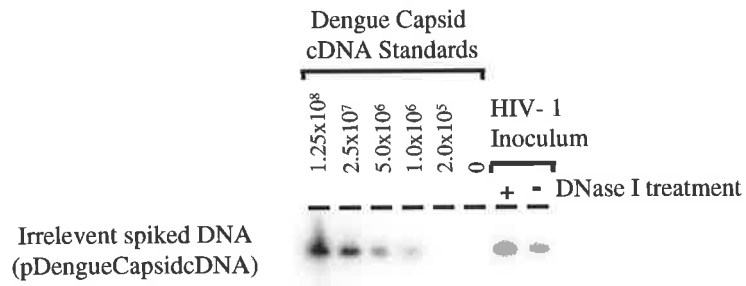 Dengue Capsid
cDNA Standards
1.25x10⁸
2.5x10⁷
5.0x10⁶
1.0x10⁶
2.0x10⁵
0
HIV- 1
Inoculum
+ - DNase I treatment
Irrelevent spiked DNA
(pDengueCapsidcDNA)